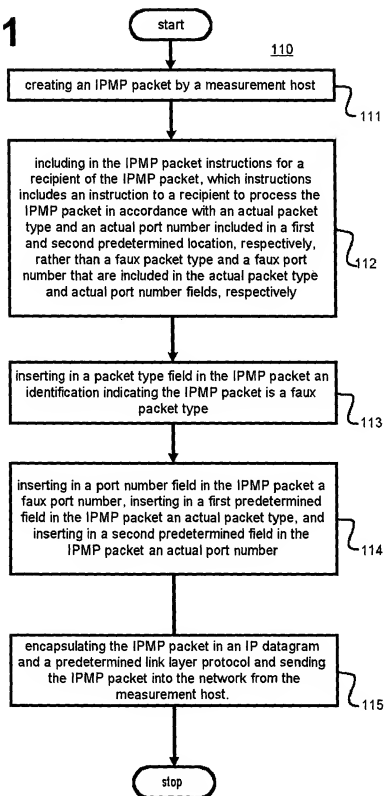 1
start
110
creating an IPMP packet by a measurement host
111
including in the IPMP packet instructions for a
recipient of the IPMP packet, which instructions
includes an instruction to a recipient to process the
IPMP packet in accordance with an actual packet
type and an actual port number included in a first
and second predetermined location, respectively,
rather than a faux packet type and a faux port
number that are included in the actual packet type
and actual port number fields, respectively
112
inserting in a packet type field in the IPMP packet an
identification indicating the IPMP packet is a faux
packet type
113
inserting in a port number field in the IPMP packet a
faux port number, inserting in a first predetermined
field in the IPMP packet an actual packet type, and
inserting in a second predetermined field in the
IPMP packet an actual port number
114
encapsulating the IPMP packet in an IP datagram
and a predetermined link layer protocol and sending
the IPMP packet into the network from the
measurement host.
115
stop